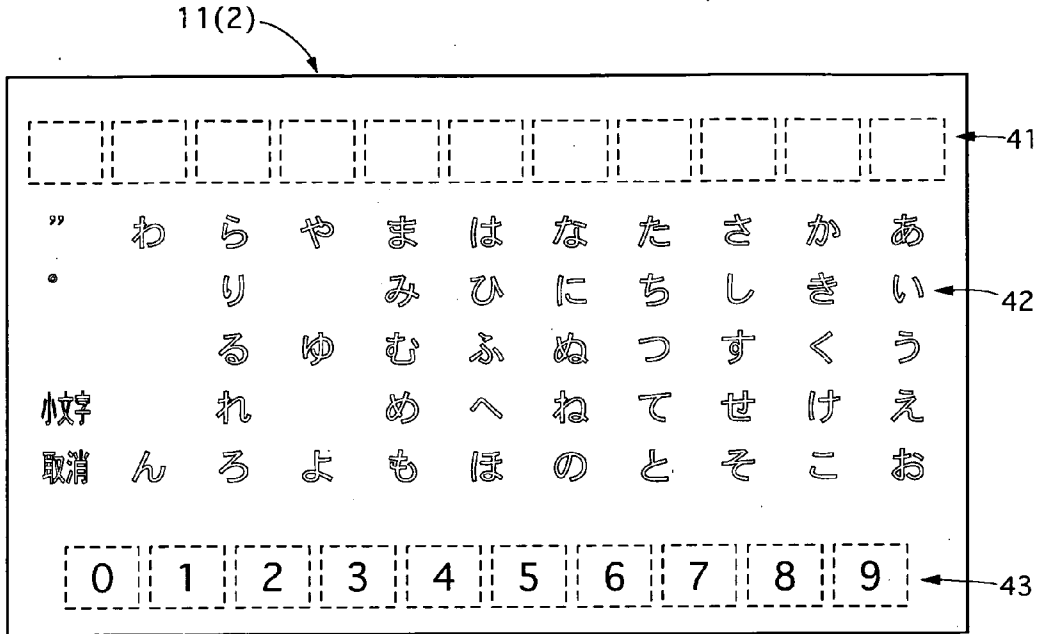 11(2)
41
” わ ら や ま は な た さ か あ
° り み ひ に ち し き い
42
る ゆ む ふ ぬ つ す く う
小文字 れ め へ ね て せ け え
取消 ん ろ よ も ほ の と そ こ お
0 1 2 3 4 5 6 7 8 9
43